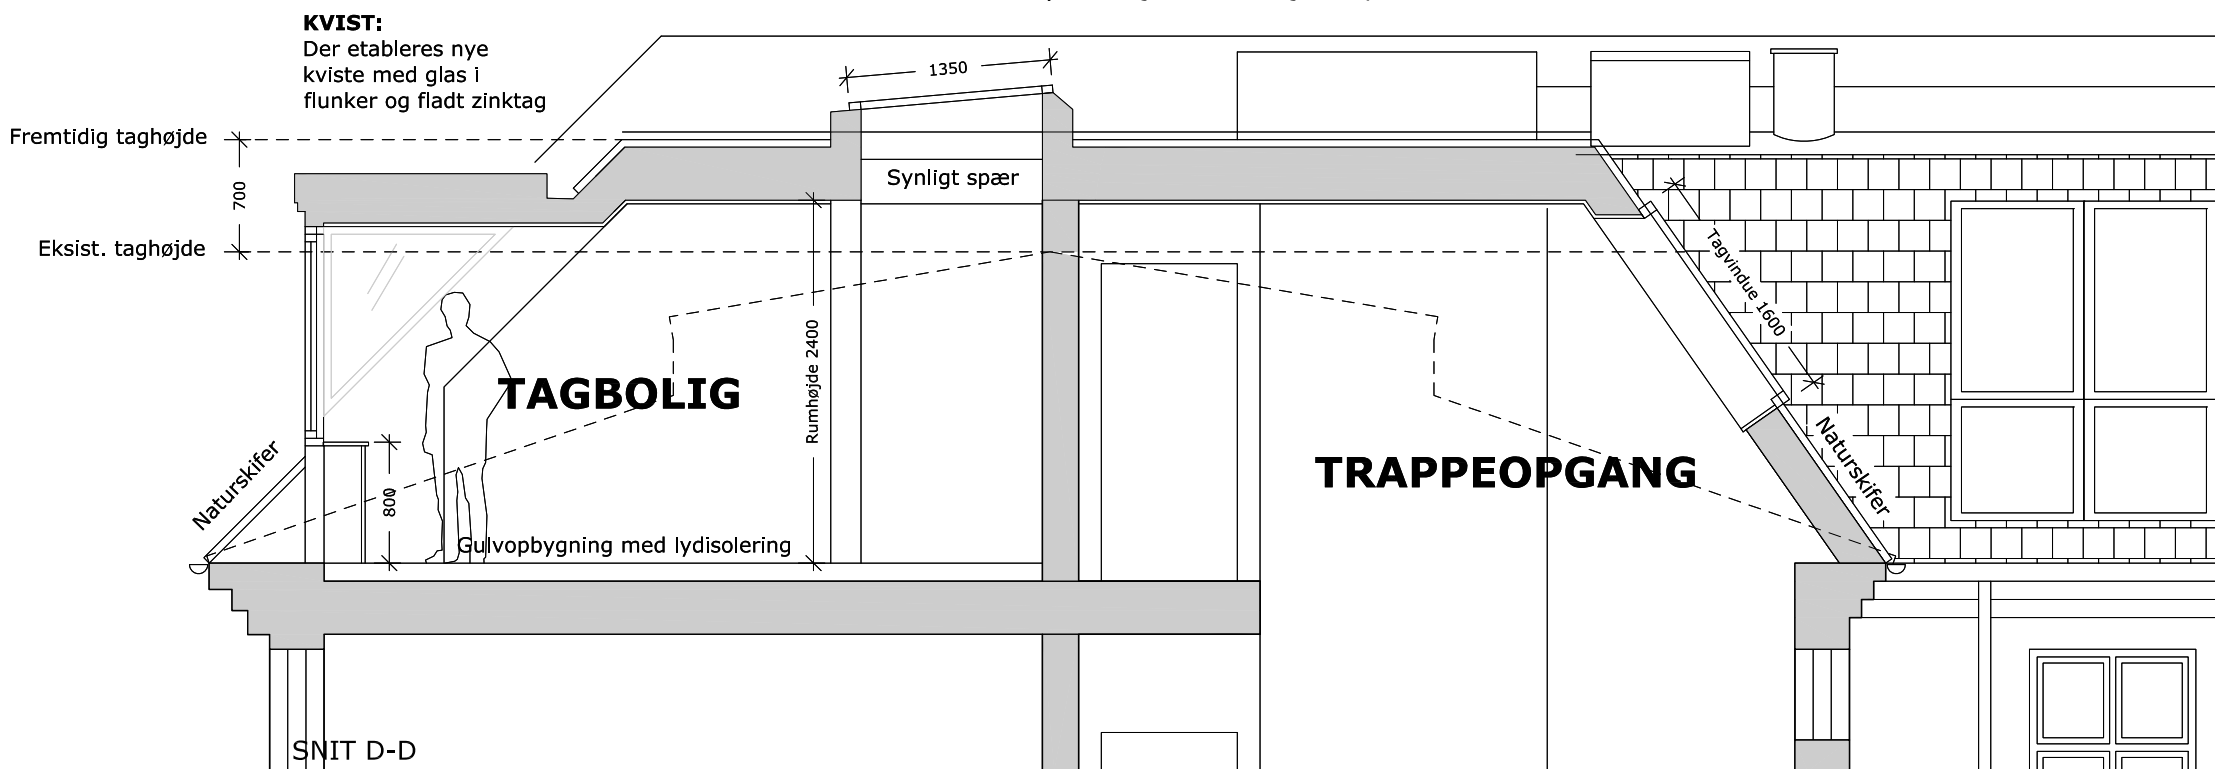 KVIST:
Der etableres nye
kviste med glas i
flunker og fladt zinktag
1350
Fremtidig taghøjde
700
Synligt spær
Eksist. taghøjde
Tagvindue 1600
Rumhøjde 2400
TAGBOLIG
TRAPPEOPGANG
Naturskifer
Naturskifer
800
Gulvopbygning med lydisolering
SNIT D-D